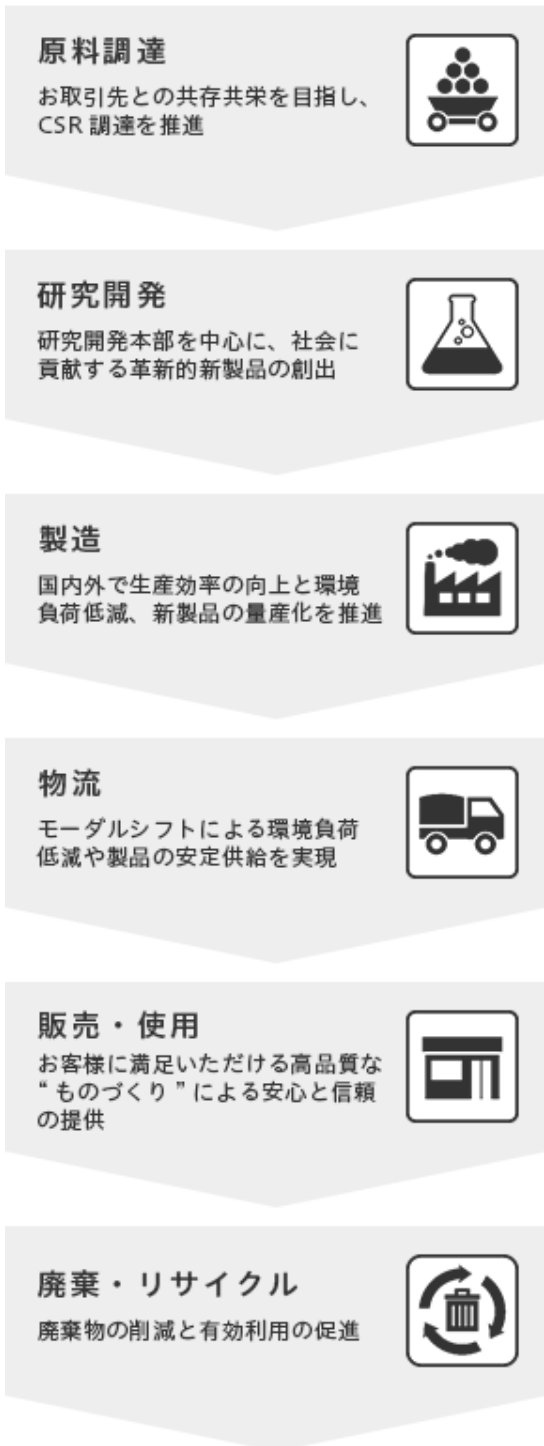 原料調達
お取引先との共存共栄を目指し、
CSR 調達を推進
研究開発
研究開発本部を中心に、社会に
貢献する革新的新製品の創出
製造
国内外で生産効率の向上と環境
負荷低減、新製品の量産化を推進
物流
モーダルシフトによる環境負荷
低減や製品の安定供給を実現
販売・使用
お客様に満足いただける高品質な
“ ものづくり ” による安心と信頼
の提供
廃棄・リサイクル
廃棄物の削減と有効利用の促進